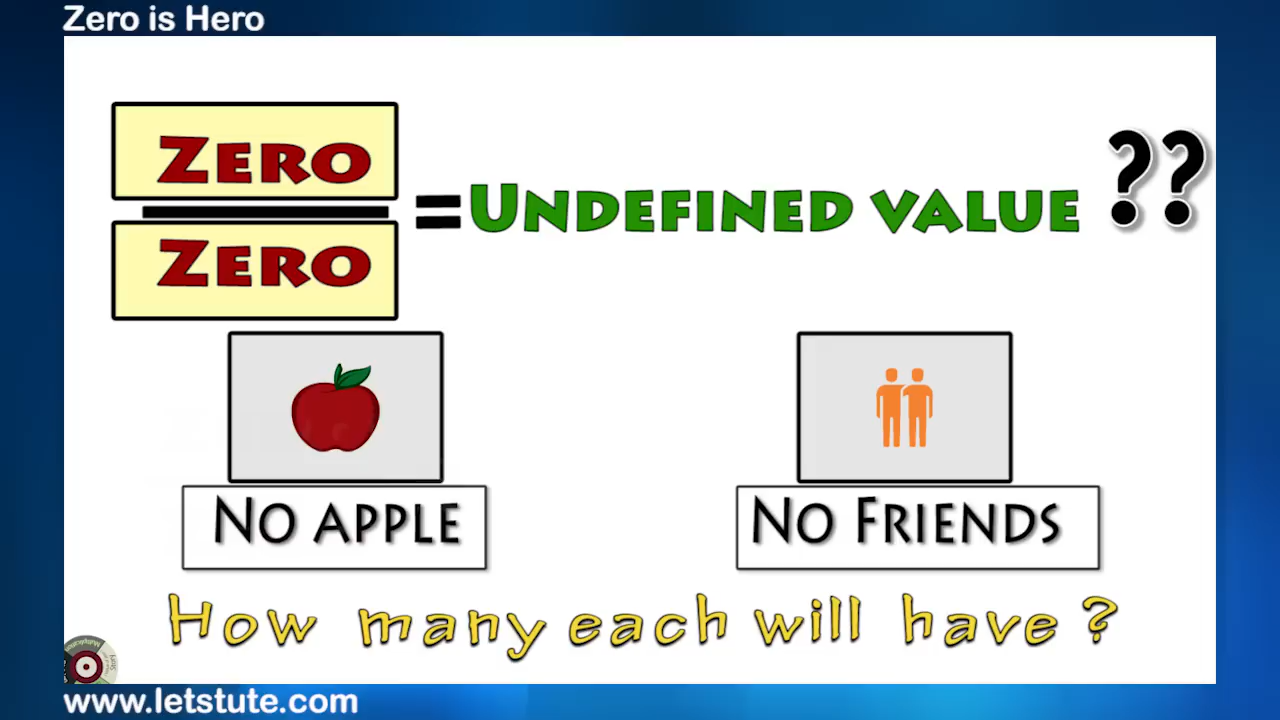 Zero is Hero
Zero
Zero
= Undefined value ??
No apple
No Friends
How many each will have ?
www.letstute.com